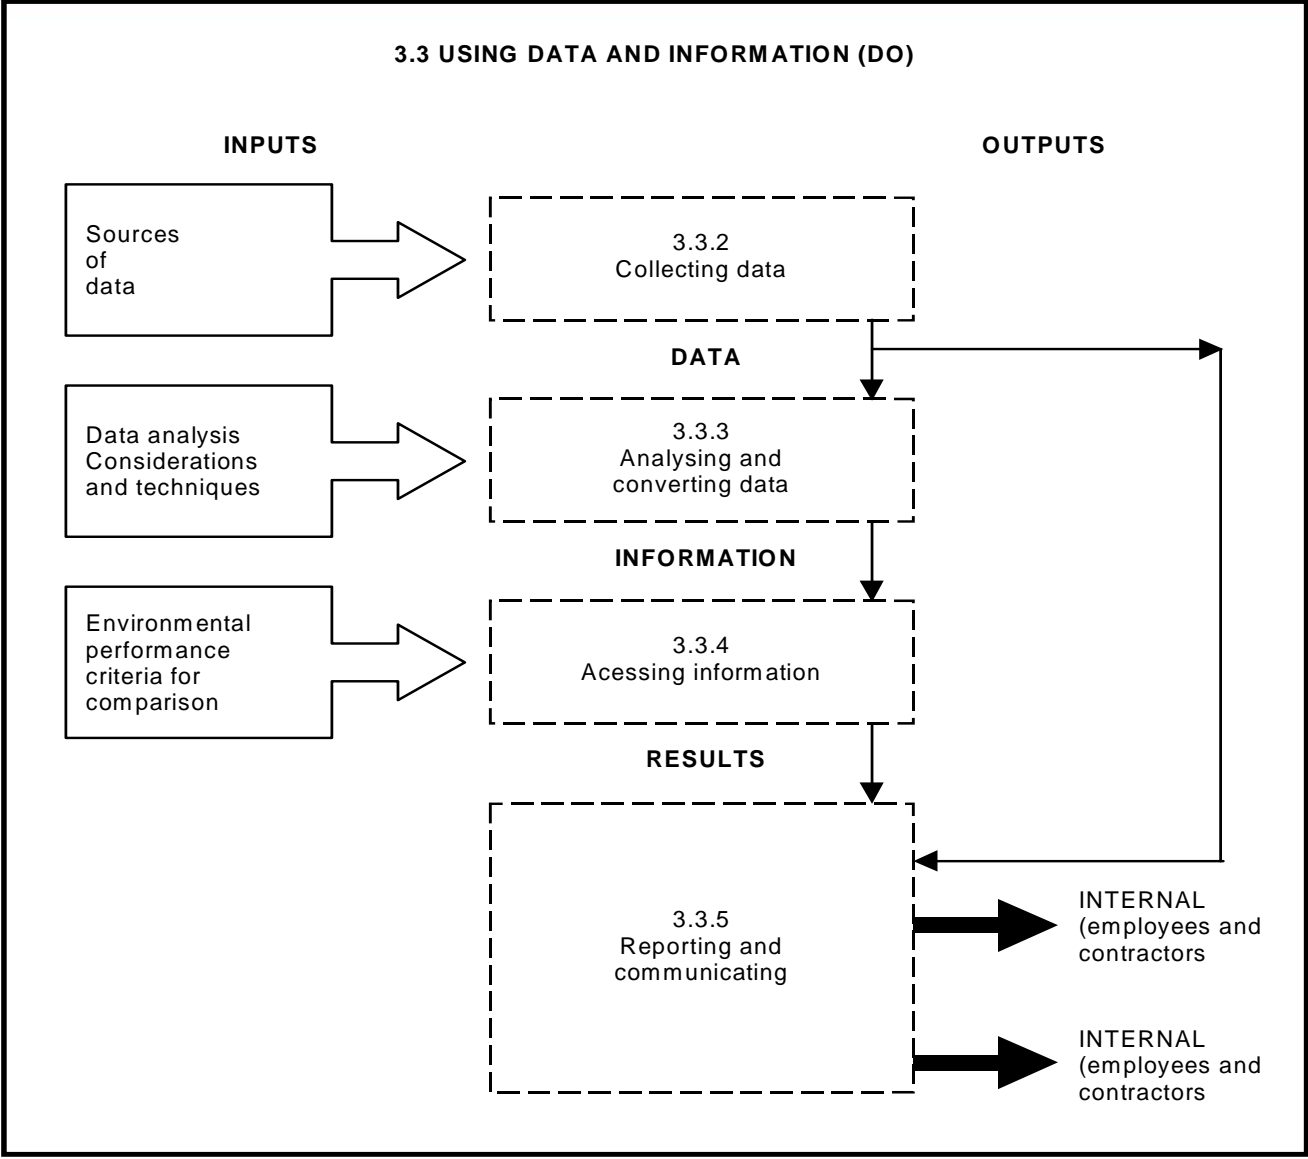 3.3 USING DATA AND INFORMATION (DO)
INPUTS
OUTPUTS
Sources
of
data
3.3.2
Collecting data
DATA
Data analysis
Considerations
and techniques
3.3.3
Analysing and
converting data
INFORMATION
Environmental
performance
criteria for
comparison
3.3.4
Acessing information
RESULTS
3.3.5
Reporting and
communicating
INTERNAL
(employees and
contractors
INTERNAL
(employees and
contractors